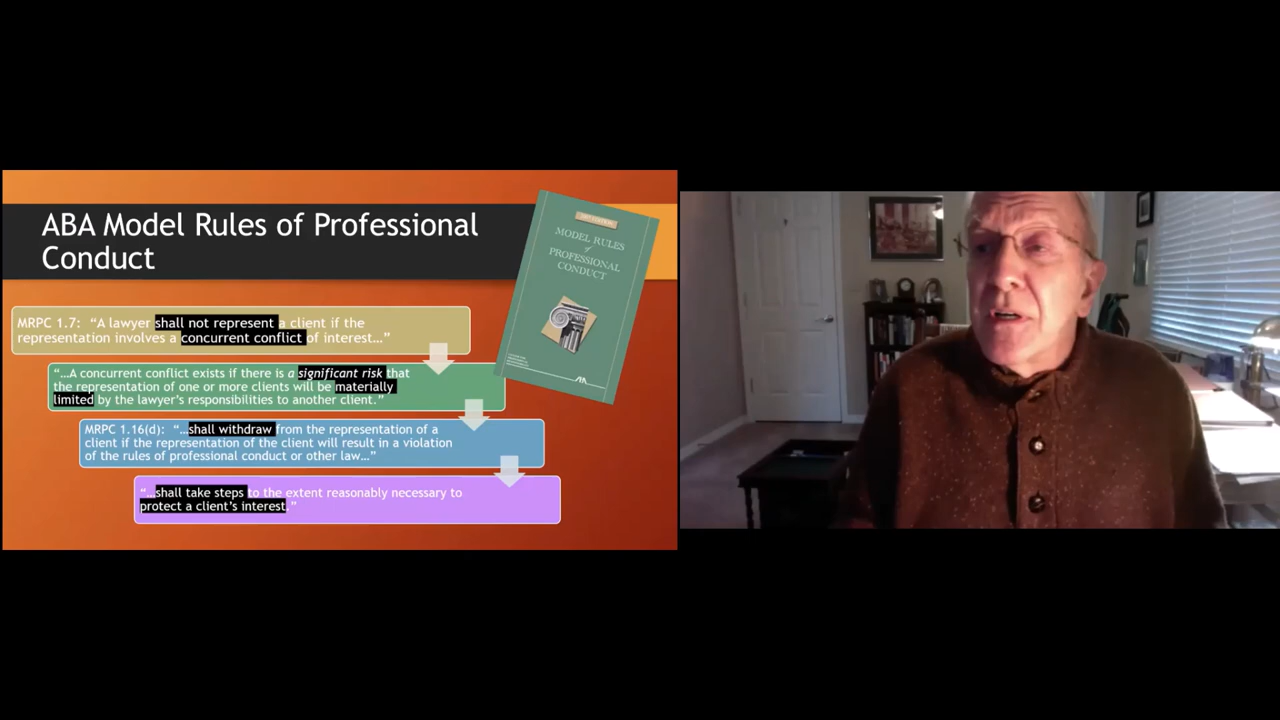 ABA Model Rules of Professional
Conduct
MODEL RULES
of
PROFESSIONAL
CONDUCT
MRPC 1.7: “A lawyer shall not represent a client if the
representation involves a concurrent conflict of interest…”
“…A concurrent conflict exists if there is a significant risk that
the representation of one or more clients will be materially
limited by the lawyer’s responsibilities to another client.”
MRPC 1.16(d): “…shall withdraw from the representation of a
client if the representation of the client will result in a violation
of the rules of professional conduct or other law…”
“…shall take steps to the extent reasonably necessary to
protect a client’s interest.”